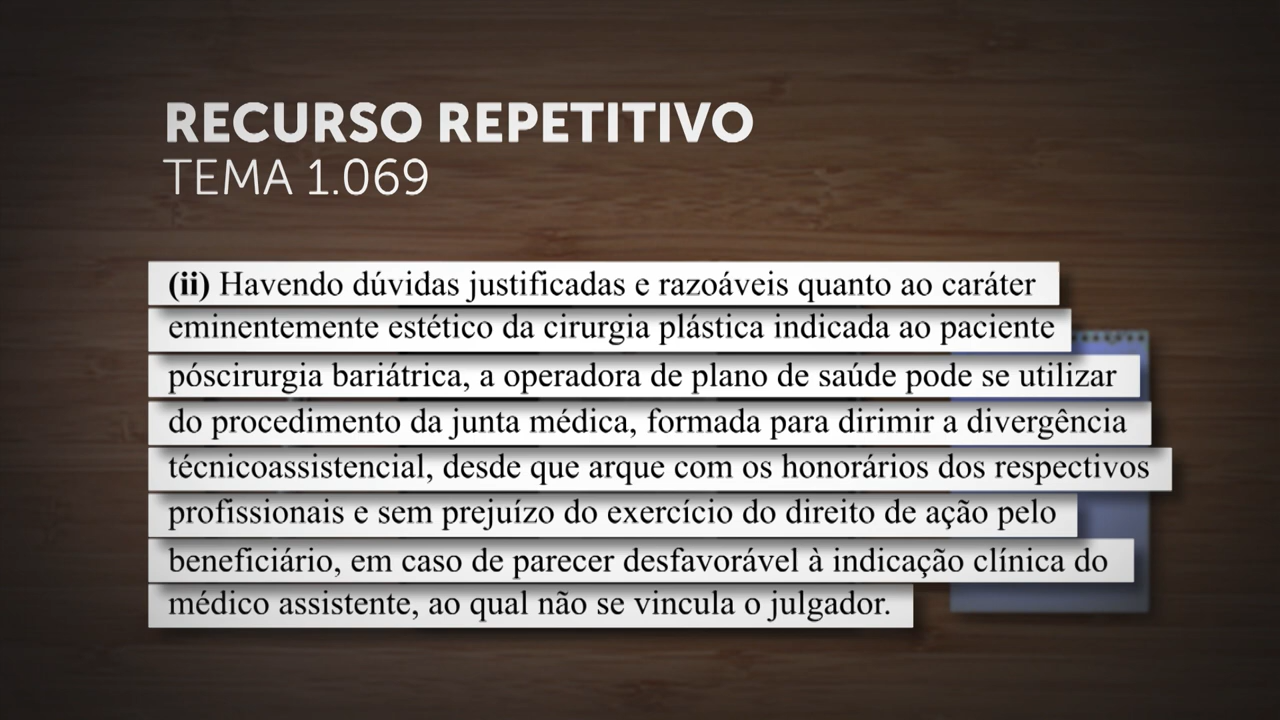 RECURSO REPETITIVO
TEMA 1.069
(ii) Havendo dúvidas justificadas e razoáveis quanto ao caráter
eminentemente estético da cirurgia plástica indicada ao paciente
póscirurgia bariátrica, a operadora de plano de saúde pode se utilizar
do procedimento da junta médica, formada para dirimir a divergência
técnicoassistencial, desde que arque com os honorários dos respectivos
profissionais e sem prejuízo do exercício do direito de ação pelo
beneficiário, em caso de parecer desfavorável à indicação clínica do
médico assistente, ao qual não se vincula o julgador.